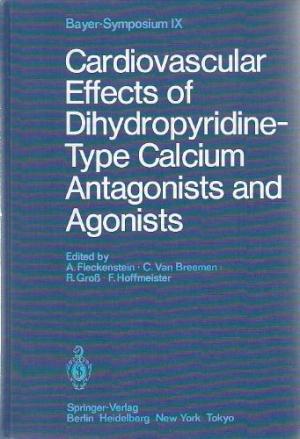 Bayer-Symposium IX
Cardiovascular
Effects of
Dihydropyridine-
Type Calcium
Antagonists and
Agonists
Edited by
A. Fleckenstein · C. Van Breemen ·
R. Groß · F. Hoffmeister
Springer-Verlag
Berlin Heidelberg New York Tokyo